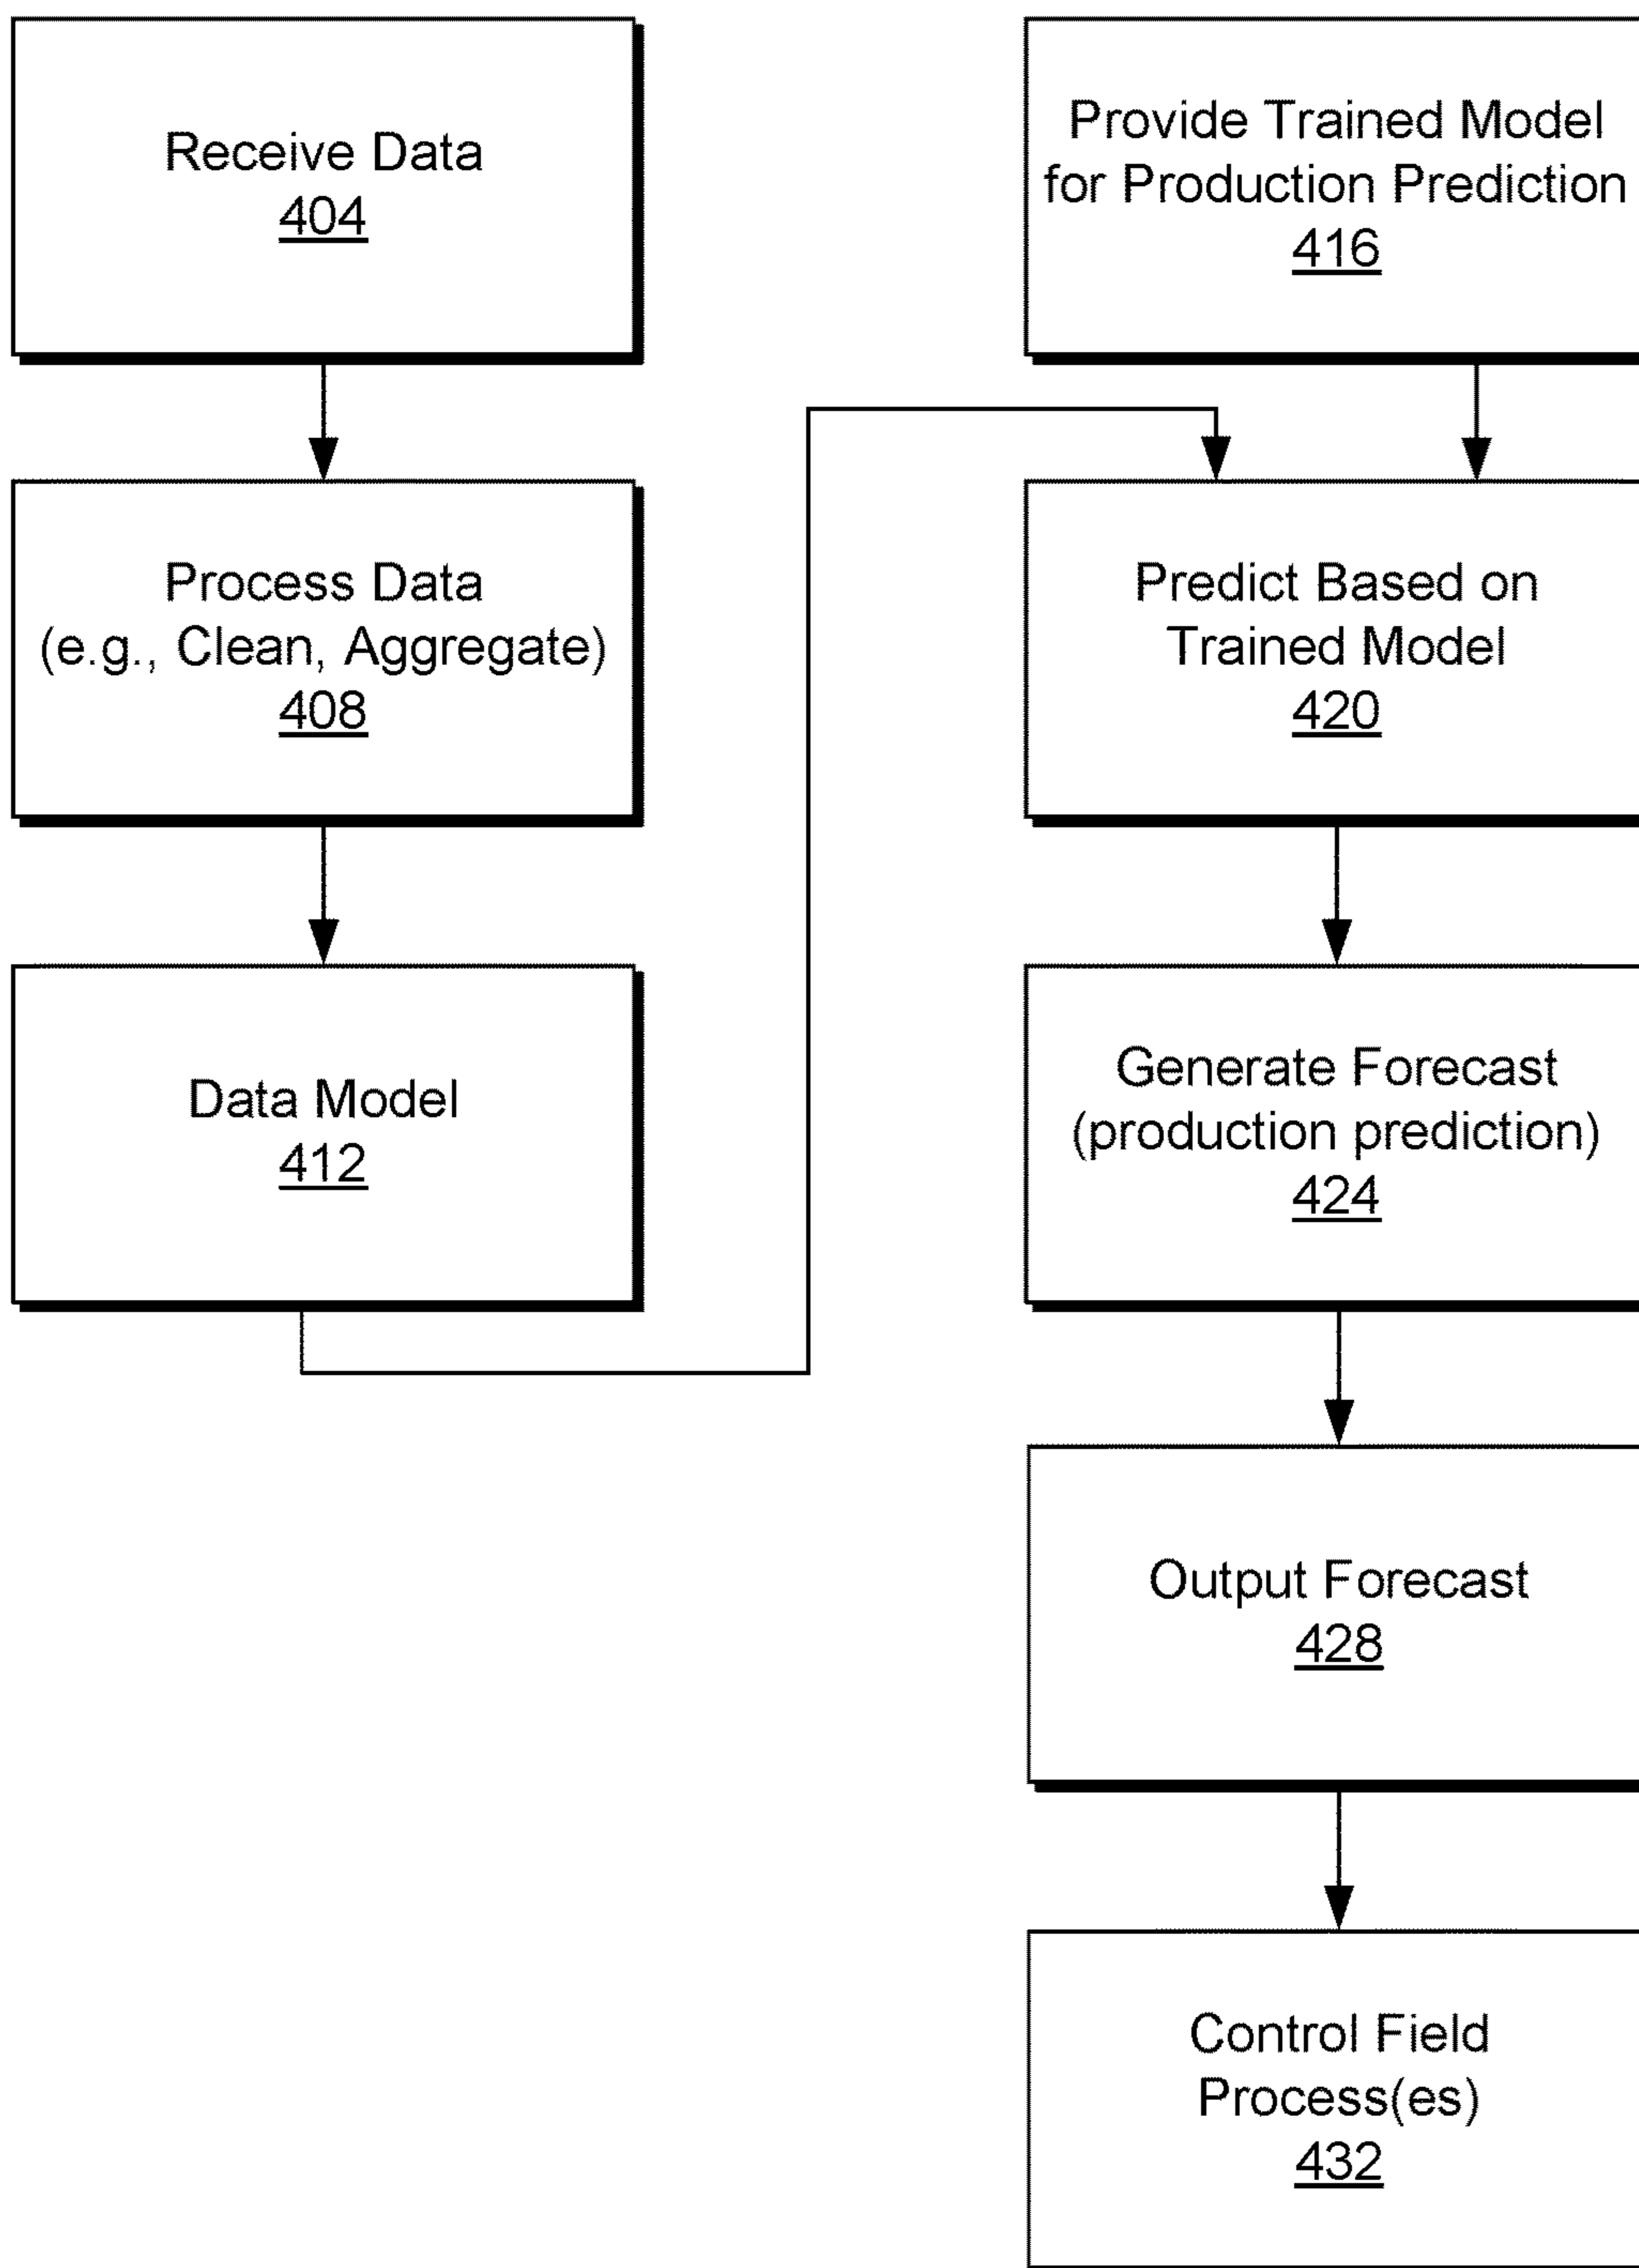 Receive Data
404
Process Data
(e.g., Clean, Aggregate)
408
Data Model
412
Provide Trained Model
for Production Prediction
416
Predict Based on
Trained Model
420
Generate Forecast
(production prediction)
424
Output Forecast
428
Control Field
Process(es)
432